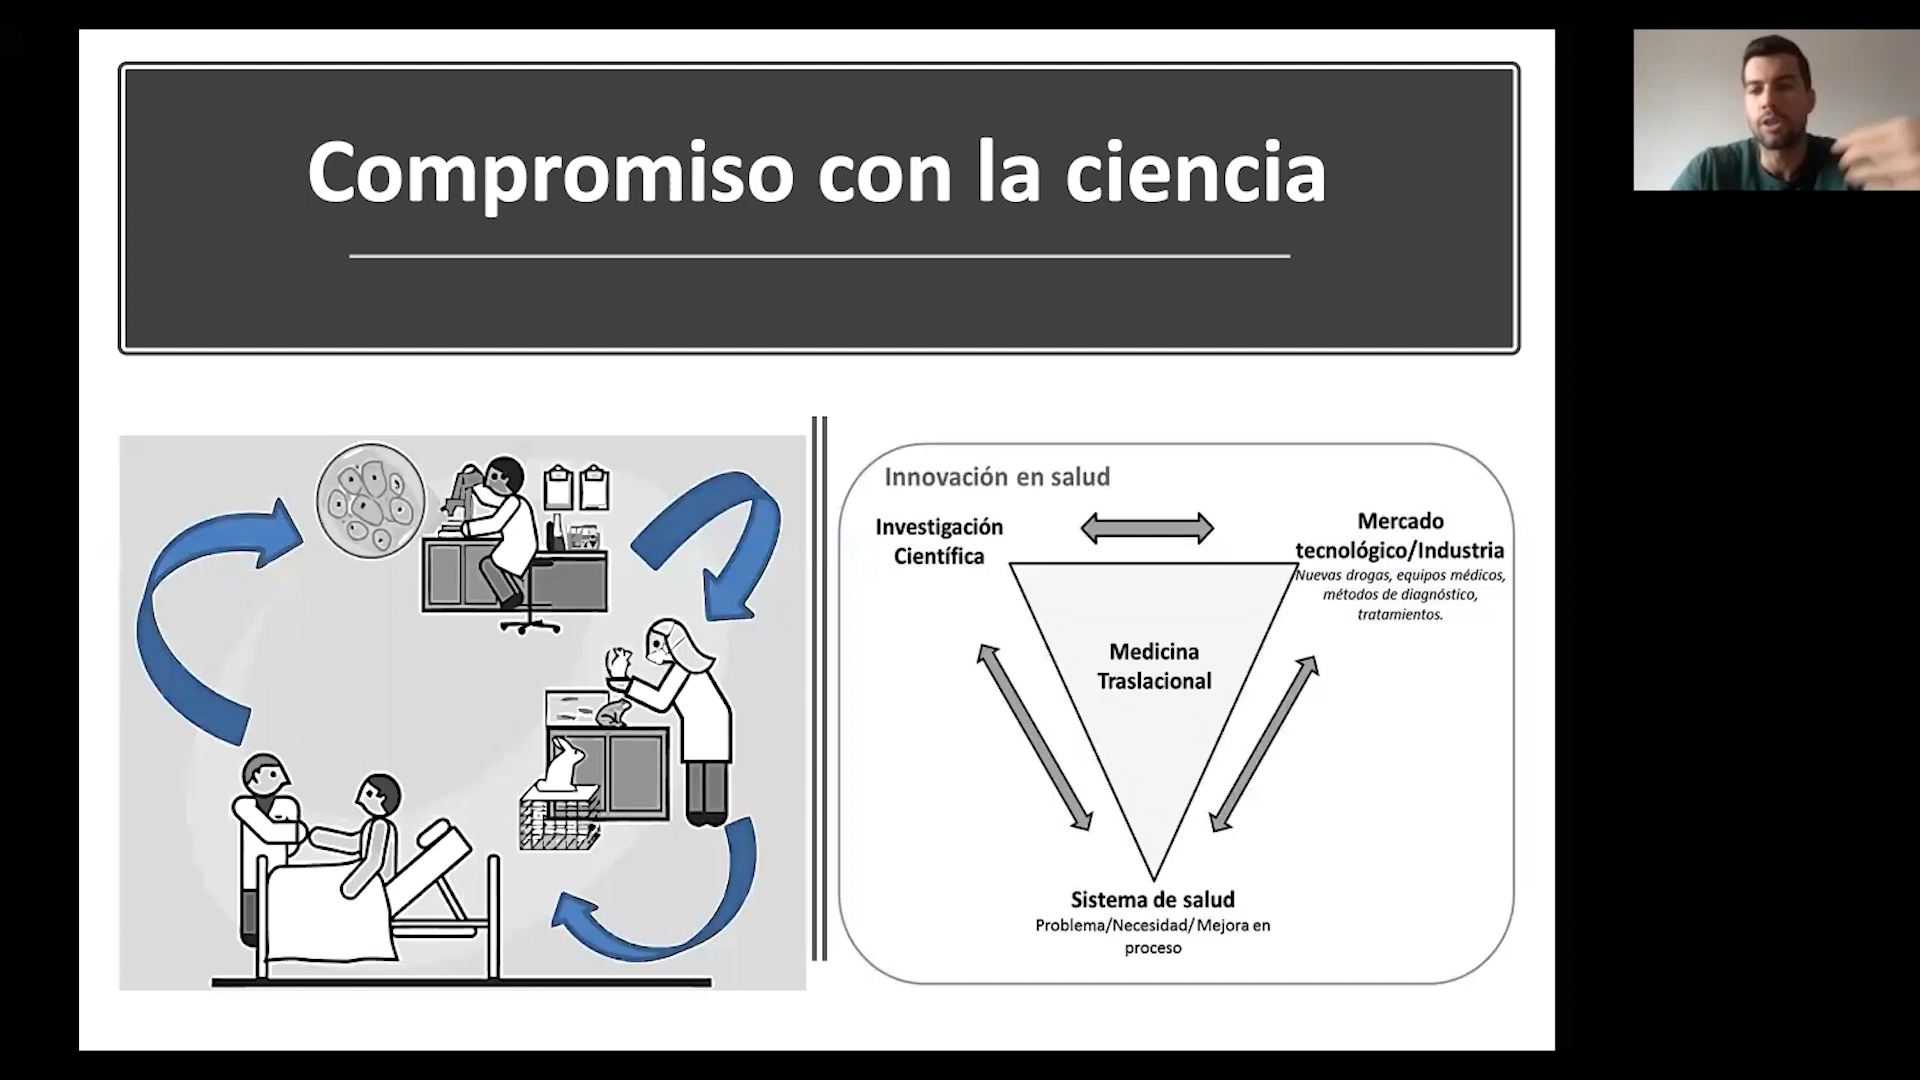 Compromiso con la ciencia
Innovación en salud
Investigación
Científica
Mercado
tecnológico/Industria
Nuevas drogas, equipos médicos,
métodos de diagnóstico,
tratamientos.
Medicina
Traslacional
Sistema de salud
Problema/Necesidad/ Mejora en
proceso